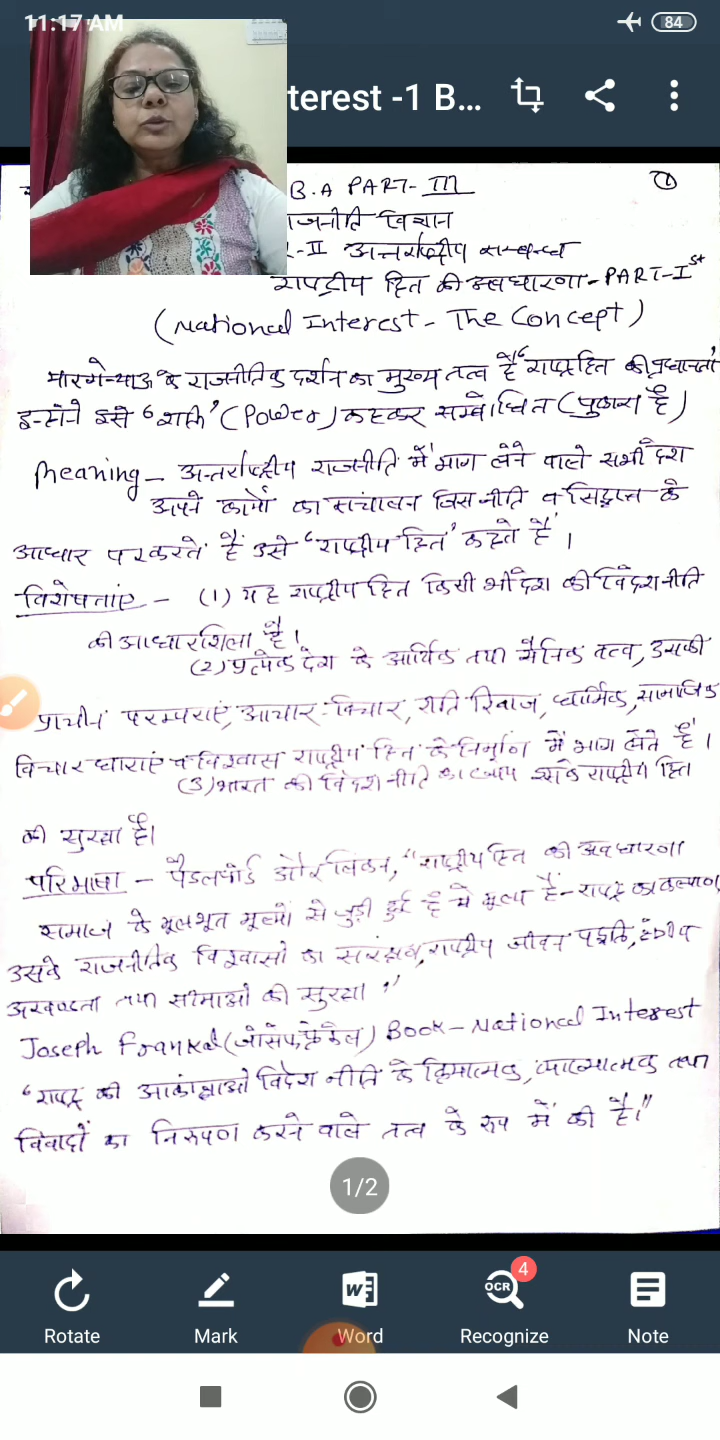 11:17 AM
84
terest -1 B...
B.A PART- III
1
राजनीति विज्ञान
-II अन्तर्राष्ट्रीय सम्बन्ध
राष्ट्रीय हित की अवधारणा - PART-Ist
(National Interest - The Concept)
मारगेन्थाऊ के राजनीतिक दर्शन का मुख्य तत्व है "राष्ट्रहित की प्रधानता"
इन्होंने इसे 'शक्ति' (Power) कहकर सम्बोधित (पुकारा है)
Meaning - अन्तर्राष्ट्रीय राजनीति में भाग लेने वाले सभी देश
अपने कार्यों का संचालन जिस नीति व सिद्धान्त के
आधार पर करते हैं उसे "राष्ट्रीय हित" कहते हैं।
विशेषताएं - (1) यह राष्ट्रीय हित किसी भी देश की विदेश नीति
की आधारशिला है।
(2) प्रत्येक देश के आर्थिक तथा सैनिक तत्व, उसकी
प्राचीन परम्पराएं, आचार-विचार, रीति रिवाज, धार्मिक, सामाजिक
विचार धाराएं व विश्वास राष्ट्रीय हित के निर्माण में भाग लेते हैं।
(3) भारत की विदेश नीति का राष्ट्रीय हित
की सुरक्षा है।
परिभाषा - पैडलफोर्ड और लिंकन, "राष्ट्रीय हित की अवधारणा
समाज के मूलभूत मूल्यों से जुड़ी हुई है ये मूल्य हैं - राष्ट्र का कल्याण,
उसके राजनीतिक विश्वासों का संरक्षण, राष्ट्रीय जीवन पद्धति, क्षेत्रीय
अखण्डता तथा सीमाओं की सुरक्षा"
Joseph Frankel (जोसेफ फ्रैंकेल) Book - National Interest
"राष्ट्र की आकांक्षाओं विदेश नीति के क्रियात्मक, व्याख्यात्मक तथा
विवादों का निरुपण करने वाले तत्व के रूप में की है।"
1/2
Rotate
Mark
Word
OCR
4
Recognize
Note